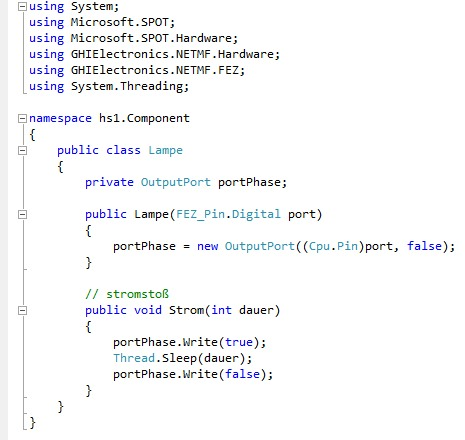 using System;
using Microsoft.SPOT;
using Microsoft.SPOT.Hardware;
using GHIElectronics.NETMF.Hardware;
using GHIElectronics.NETMF.FEZ;
using System.Threading;

namespace hs1.Component
{
    public class Lampe
    {
        private OutputPort portPhase;

        public Lampe(FEZ_Pin.Digital port)
        {
            portPhase = new OutputPort((Cpu.Pin)port, false);
        }

        // stromstoß
        public void Strom(int dauer)
        {
            portPhase.Write(true);
            Thread.Sleep(dauer);
            portPhase.Write(false);
        }
    }
}